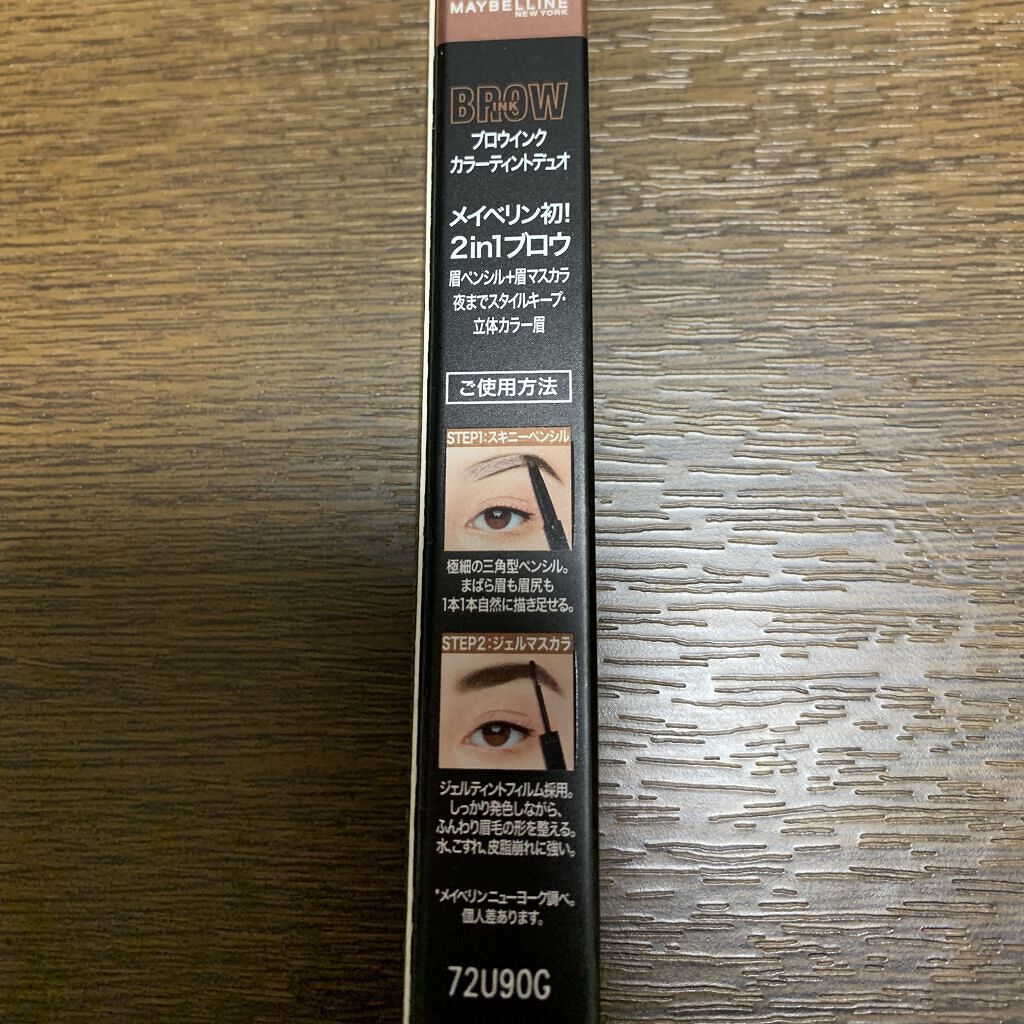 MAYBELLINE
NEW YORK
BROW
INK
ブロウインク
カラーティントデュオ
メイベリン初!
2in1ブロウ
眉ペンシル+眉マスカラ
夜までスタイルキープ*
立体カラー眉
ご使用方法
STEP1:スキニーペンシル
極細の三角型ペンシル。
まばら眉も眉尻も
1本1本自然に描き足せる。
STEP2:ジェルマスカラ
ジェルティントフィルム採用。
しっかり発色しながら、
ふんわり眉毛の形を整える。
水、こすれ、皮脂崩れに強い。
*メイベリン ニューヨーク調べ。
個人差あります。
72U90G